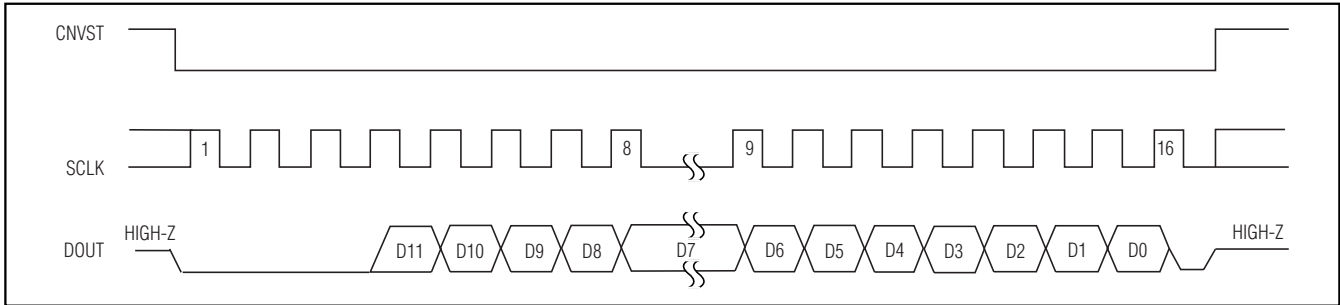 CNVST
1 8 9 16
SCLK
HIGH-Z HIGH-Z
DOUT D11 D10 D9 D8 D7 D6 D5 D4 D3 D2 D1 D0